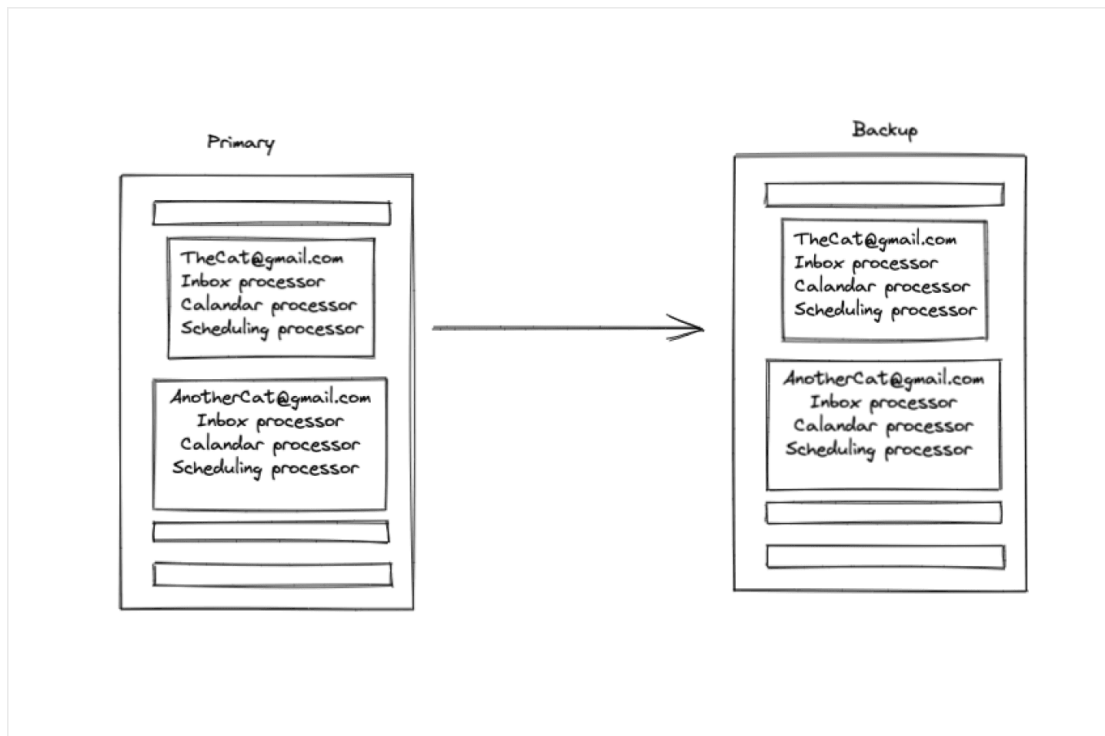 Primary
TheCat@gmail.com
Inbox processor
Calandar processor
Scheduling processor
AnotherCat@gmail.com
Inbox processor
Calandar processor
Scheduling processor
Backup
TheCat@gmail.com
Inbox processor
Calandar processor
Scheduling processor
AnotherCat@gmail.com
Inbox processor
Calandar processor
Scheduling processor